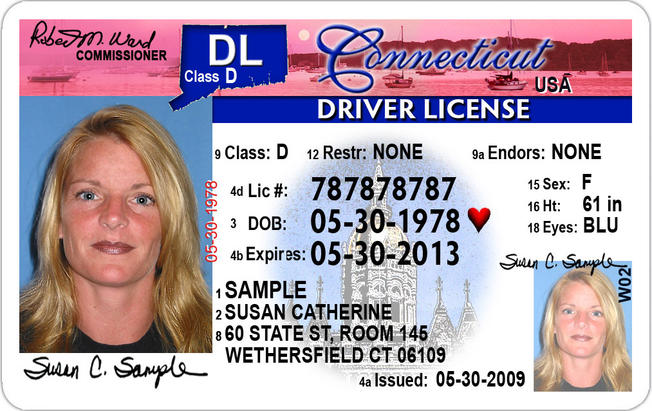 Robert M. Ward
COMMISSIONER
DL
Class D
Connecticut
USA
DRIVER LICENSE
9 Class: D 12 Restr: NONE 9a Endors: NONE
4d Lic #: 787878787
15 Sex: F
16 Ht: 61 in
18 Eyes: BLU
3 DOB: 05-30-1978
4b Expires: 05-30-2013
05-30-1978
1 SAMPLE
2 SUSAN CATHERINE
8 60 STATE ST, ROOM 145
WETHERSFIELD CT 06109
4a Issued: 05-30-2009
Susan C. Sample
Susan C. Sample
W02